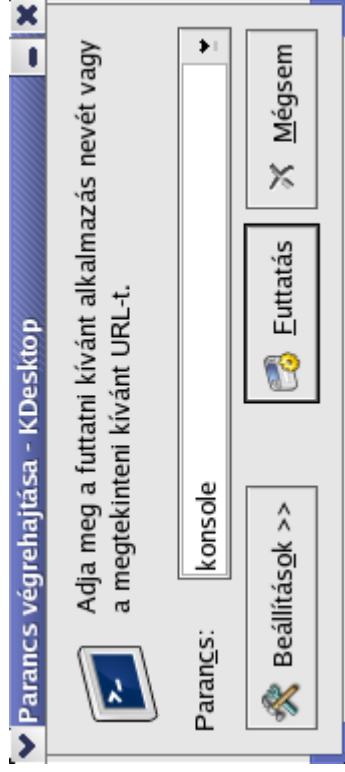 Parancs végrehajtása - KDesktop
Adja meg a futtatni kívánt alkalmazás nevét vagy
a megtekinteni kívánt URL-t.
Parancs: konsole
Beállítások >> Futtatás Mégsem